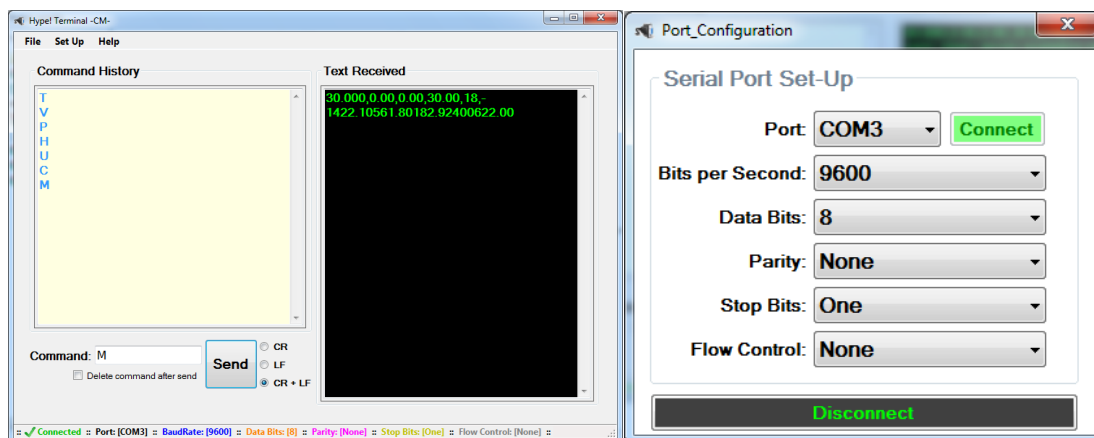 Hype! Terminal -CM-
File Set Up Help
Command History
T
V
P
H
U
C
M
Text Received
30.000,0.00,0.00,30.00,18,-
1422.10561.80182.92400622.00
Command: M
Delete command after send
Send
CR
LF
CR + LF
:: Connected :: Port: [COM3] :: BaudRate: [9600] :: Data Bits: [8] :: Parity: [None] :: Stop Bits: [One] :: Flow Control: [None] ::
Port_Configuration
Serial Port Set-Up
Port: COM3 Connect
Bits per Second: 9600
Data Bits: 8
Parity: None
Stop Bits: One
Flow Control: None
Disconnect